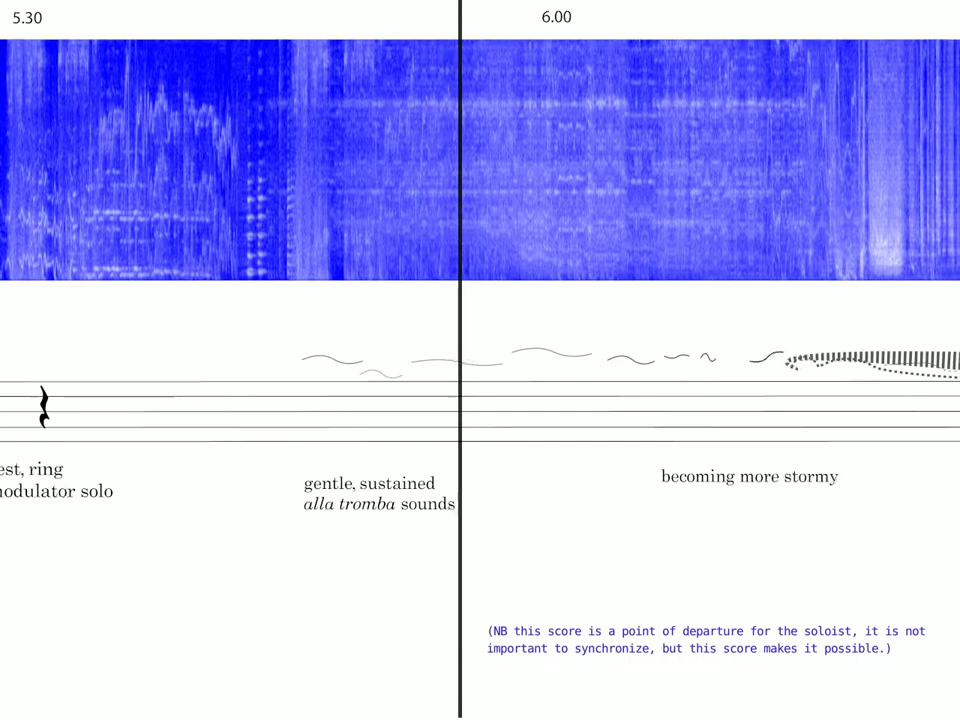 5.30
6.00
est, ring
odulator solo
gentle, sustained
alla tromba sounds
becoming more stormy
(NB this score is a point of departure for the soloist, it is not
important to synchronize, but this score makes it possible.)